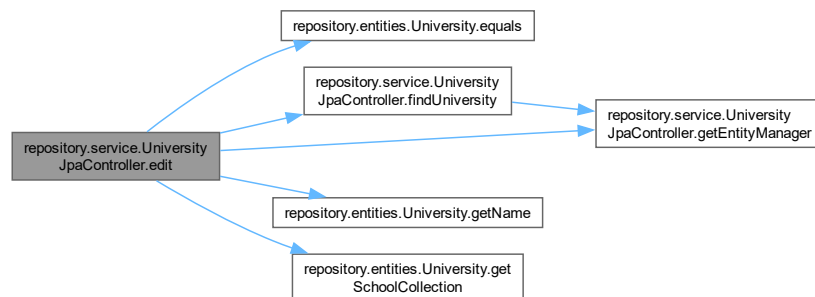 repository.entities.University.equals
repository.service.University
JpaController.findUniversity
repository.service.University
JpaController.getEntityManager
repository.service.University
JpaController.edit
repository.entities.University.getName
repository.entities.University.get
SchoolCollection